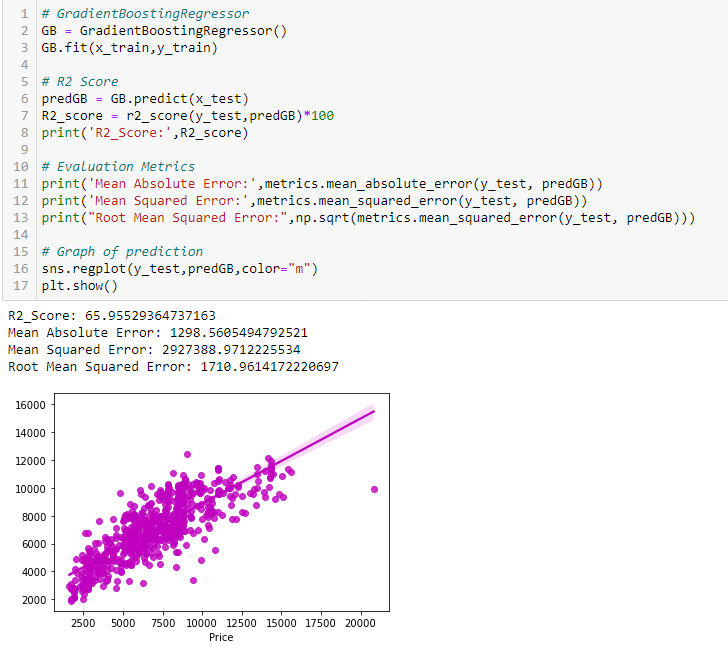 1 # GradientBoostingRegressor
2 GB = GradientBoostingRegressor()
3 GB.fit(x_train,y_train)
4
5 # R2 Score
6 predGB = GB.predict(x_test)
7 R2_score = r2_score(y_test,predGB)*100
8 print('R2_Score:',R2_score)
9
10 # Evaluation Metrics
11 print('Mean Absolute Error:',metrics.mean_absolute_error(y_test, predGB))
12 print('Mean Squared Error:',metrics.mean_squared_error(y_test, predGB))
13 print("Root Mean Squared Error:",np.sqrt(metrics.mean_squared_error(y_test, predGB)))
14
15 # Graph of prediction
16 sns.regplot(y_test,predGB,color="m")
17 plt.show()
R2_Score: 65.95529364737163
Mean Absolute Error: 1298.5605494792521
Mean Squared Error: 2927388.9712225534
Root Mean Squared Error: 1710.9614172220697
16000
14000
12000
10000
8000
6000
4000
2000
2500 5000 7500 10000 12500 15000 17500 20000
Price